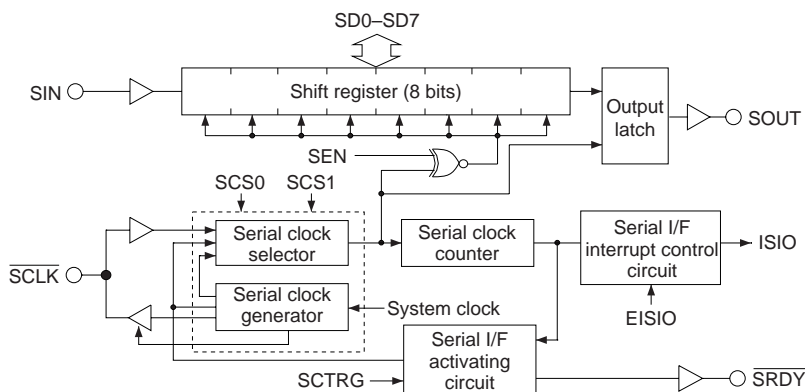 SD0–SD7
SIN
Shift register (8 bits)
Output
latch
SOUT
SEN
SCS0
SCS1
Serial clock
selector
Serial clock
counter
Serial I/F
interrupt control
circuit
ISIO
SCLK
Serial clock
generator
System clock
EISIO
Serial I/F
activating
circuit
SCTRG
SRDY